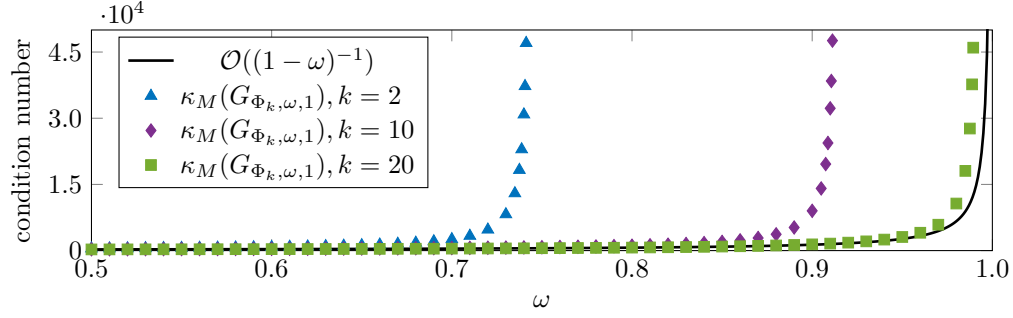 ·10⁴
4.5
3.0
1.5
0
condition number
𝒪((1 − ω)⁻¹)
κ_M(G_{Φ_k,ω,1}), k = 2
κ_M(G_{Φ_k,ω,1}), k = 10
κ_M(G_{Φ_k,ω,1}), k = 20
0.5 0.6 0.7 0.8 0.9 1.0
ω